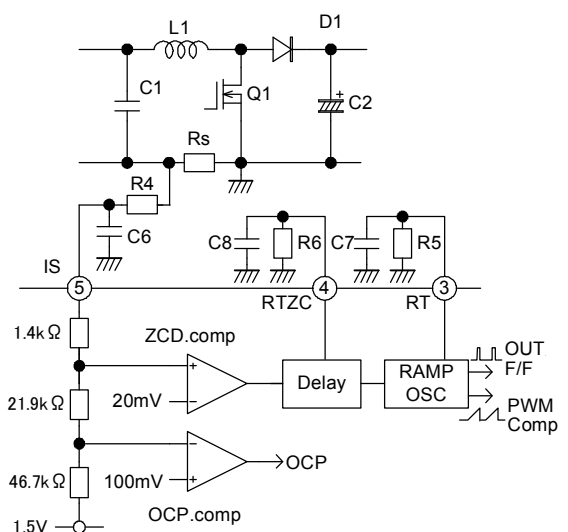 L1
D1
C1
Q1
+
C2
Rs
R4
C6
C8
R6
C7
R5
IS
5
RTZC
4
RT
3
1.4kΩ
ZCD.comp
+
20mV
−
Delay
RAMP
OSC
OUT
F/F
PWM
Comp
21.9kΩ
−
100mV
+
OCP
46.7kΩ
OCP.comp
1.5V